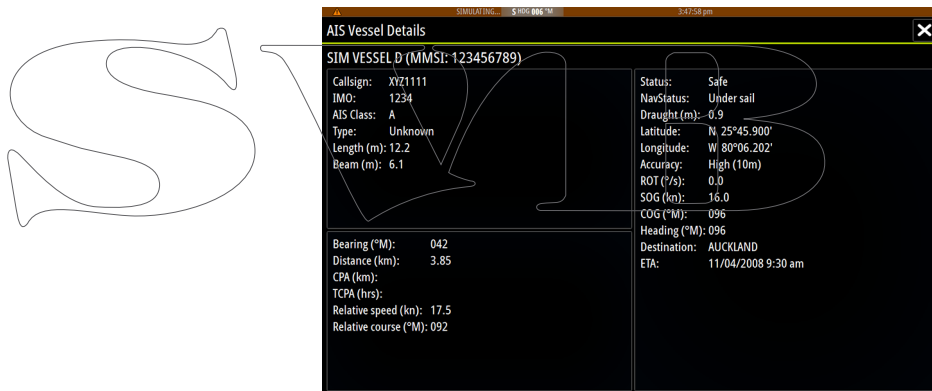 SIMULATING... S HDG 006 °M 3:47:58 pm
AIS Vessel Details
SIM VESSEL D (MMSI: 123456789)
Callsign: XYZ1111
IMO: 1234
AIS Class: A
Type: Unknown
Length (m): 12.2
Beam (m): 6.1
Bearing (°M): 042
Distance (km): 3.85
CPA (km):
TCPA (hrs):
Relative speed (kn): 17.5
Relative course (°M): 092
Status: Safe
NavStatus: Under sail
Draught (m): 0.9
Latitude: N 25°45.900'
Longitude: W 80°06.202'
Accuracy: High (10m)
ROT (°/s): 0.0
SOG (kn): 16.0
COG (°M): 096
Heading (°M): 096
Destination: AUCKLAND
ETA: 11/04/2008 9:30 am